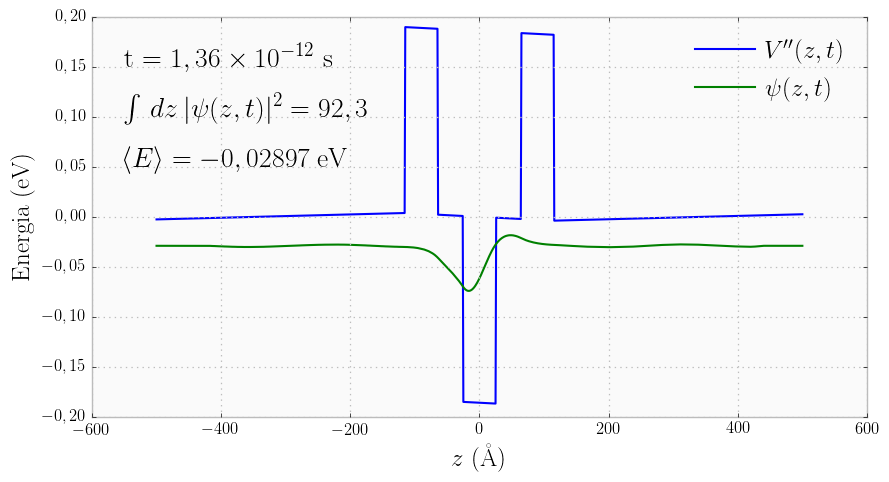 t = 1,36 × 10⁻¹² s
∫ dz |ψ(z, t)|² = 92,3
⟨E⟩ = −0,02897 eV
V′′(z, t)
ψ(z, t)
Energia (eV)
0,20
0,15
0,10
0,05
0,00
−0,05
−0,10
−0,15
−0,20
−600 −400 −200 0 200 400 600
z (Å)